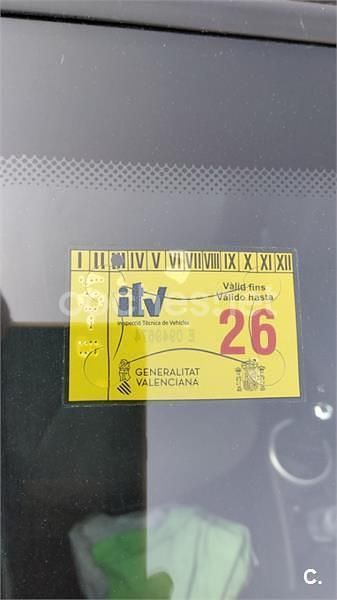 I II IV V VI VII VIII IX X XI XII
itv
Inspecció Tècnica de Vehicles
Vàlid fins
Válido hasta
26
GENERALITAT
VALENCIANA
C.